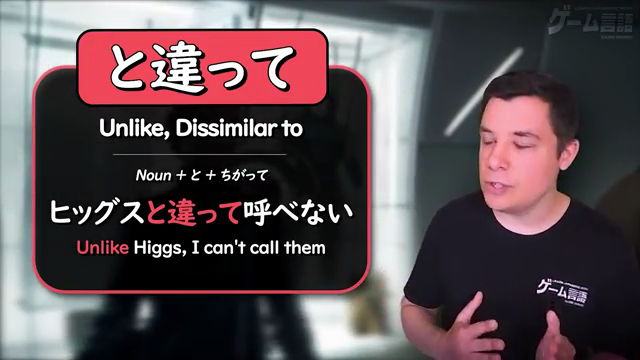 と違って
Unlike, Dissimilar to
Noun + と + ちがって
ヒッグスと違って呼べない
Unlike Higgs, I can't call them
ゲーム言語
ゲーム言語